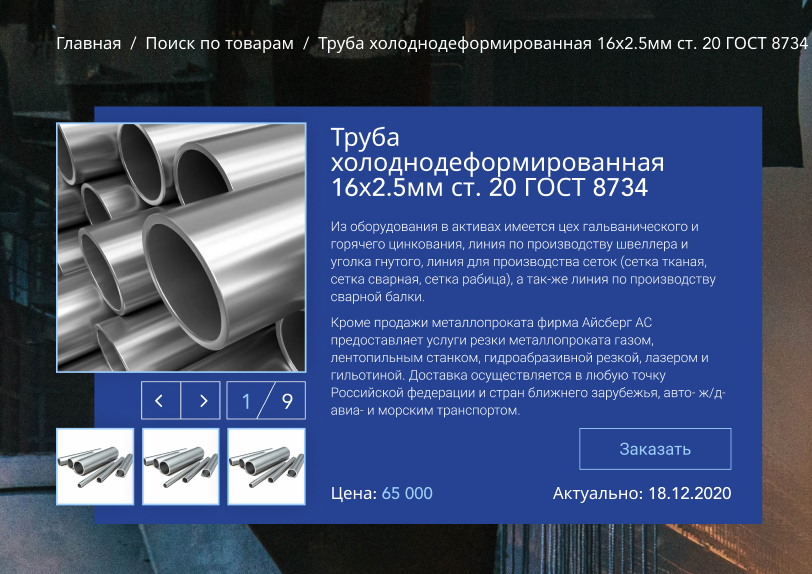 Главная / Поиск по товарам / Труба холоднодеформированная 16х2.5мм ст. 20 ГОСТ 8734
Труба
холоднодеформированная
16х2.5мм ст. 20 ГОСТ 8734
Из оборудования в активах имеется цех гальванического и
горячего цинкования, линия по производству швеллера и
уголка гнутого, линия для производства сеток (сетка тканая,
сетка сварная, сетка рабица), а так-же линия по производству
сварной балки.
Кроме продажи металлопроката фирма Айсберг АС
предоставляет услуги резки металлопроката газом,
лентопильным станком, гидроабразивной резкой, лазером и
гильотиной. Доставка осуществляется в любую точку
Российской федерации и стран ближнего зарубежья, авто- ж/д-
авиа- и морским транспортом.
1 / 9
Заказать
Цена: 65 000
Актуально: 18.12.2020